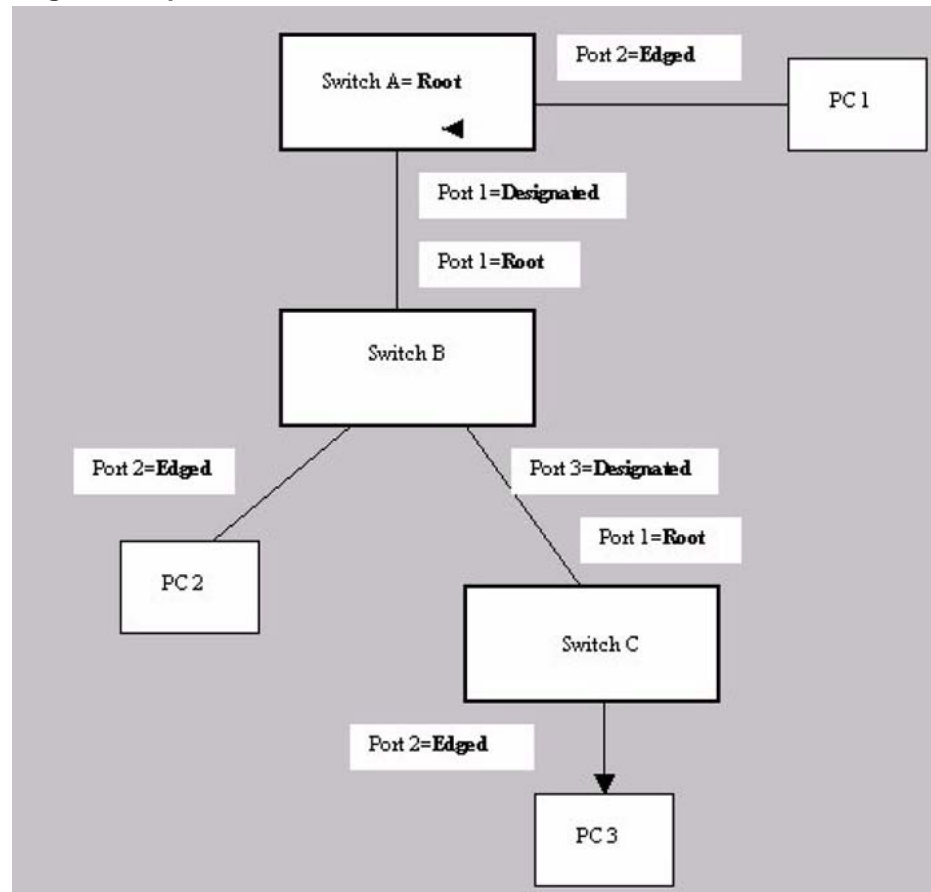 Port 2=Edged
Switch A= Root
PC 1
Port 1=Designated
Port 1=Root
Switch B
Port 2=Edged
Port 3=Designated
Port 1=Root
PC 2
Switch C
Port 2=Edged
PC 3